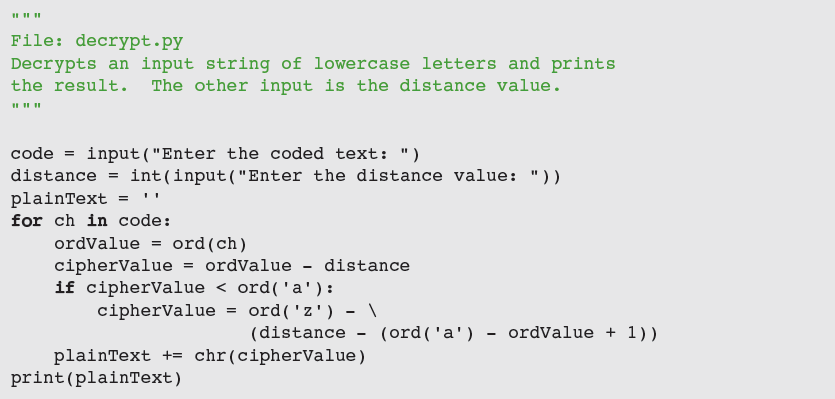 """
File: decrypt.py
Decrypts an input string of lowercase letters and prints
the result.  The other input is the distance value.
"""

code = input("Enter the coded text: ")
distance = int(input("Enter the distance value: "))
plainText = ''
for ch in code:
    ordValue = ord(ch)
    cipherValue = ordValue - distance
    if cipherValue < ord('a'):
        cipherValue = ord('z') - \
                      (distance - (ord('a') - ordValue + 1))
    plainText += chr(cipherValue)
print(plainText)